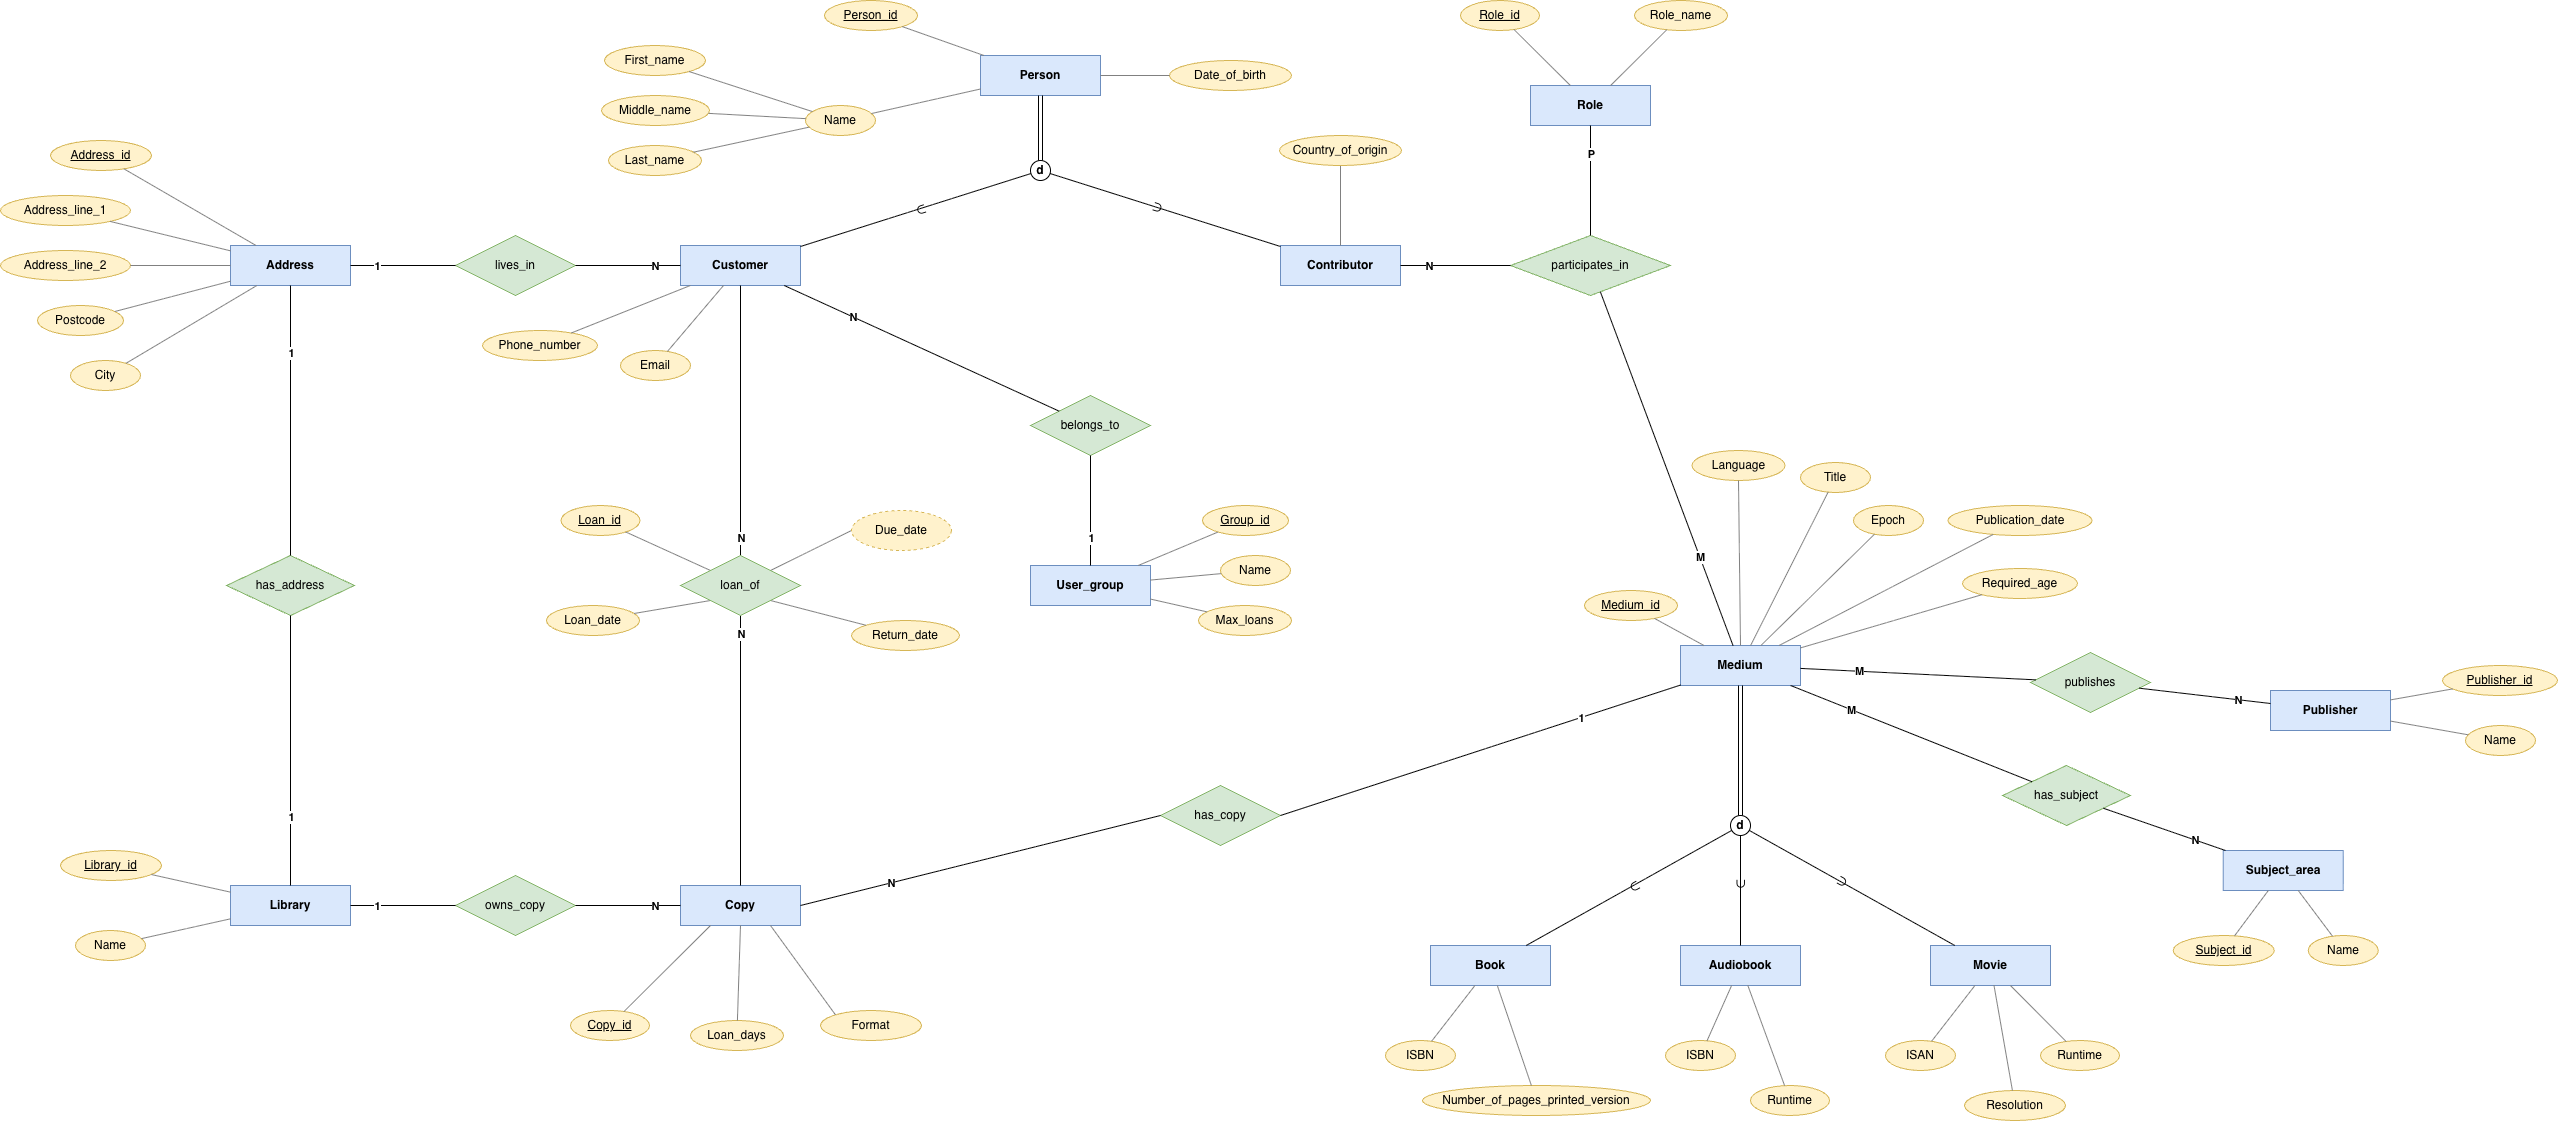 Person_id
Role_id
Role_name
First_name
Person
Date_of_birth
Middle_name
Name
Role
Last_name
Country_of_origin
P
d
Address_id
Address_line_1
Address_line_2
Address
1
lives_in
N
Customer
Contributor
N
participates_in
Postcode
City
1
Phone_number
Email
N
belongs_to
Language
Title
Epoch
Publication_date
Loan_id
Due_date
N
1
Group_id
M
has_address
loan_of
User_group
Name
Required_age
Medium_id
Loan_date
N
Return_date
Max_loans
Medium
M
publishes
N
Publisher
Publisher_id
Name
1
M
has_subject
N
1
has_copy
d
Library_id
Library
Name
1
owns_copy
N
Copy
N
Subject_area
Subject_id
Name
Book
Audiobook
Movie
Copy_id
Loan_days
Format
ISBN
Number_of_pages_printed_version
ISBN
Runtime
ISAN
Resolution
Runtime